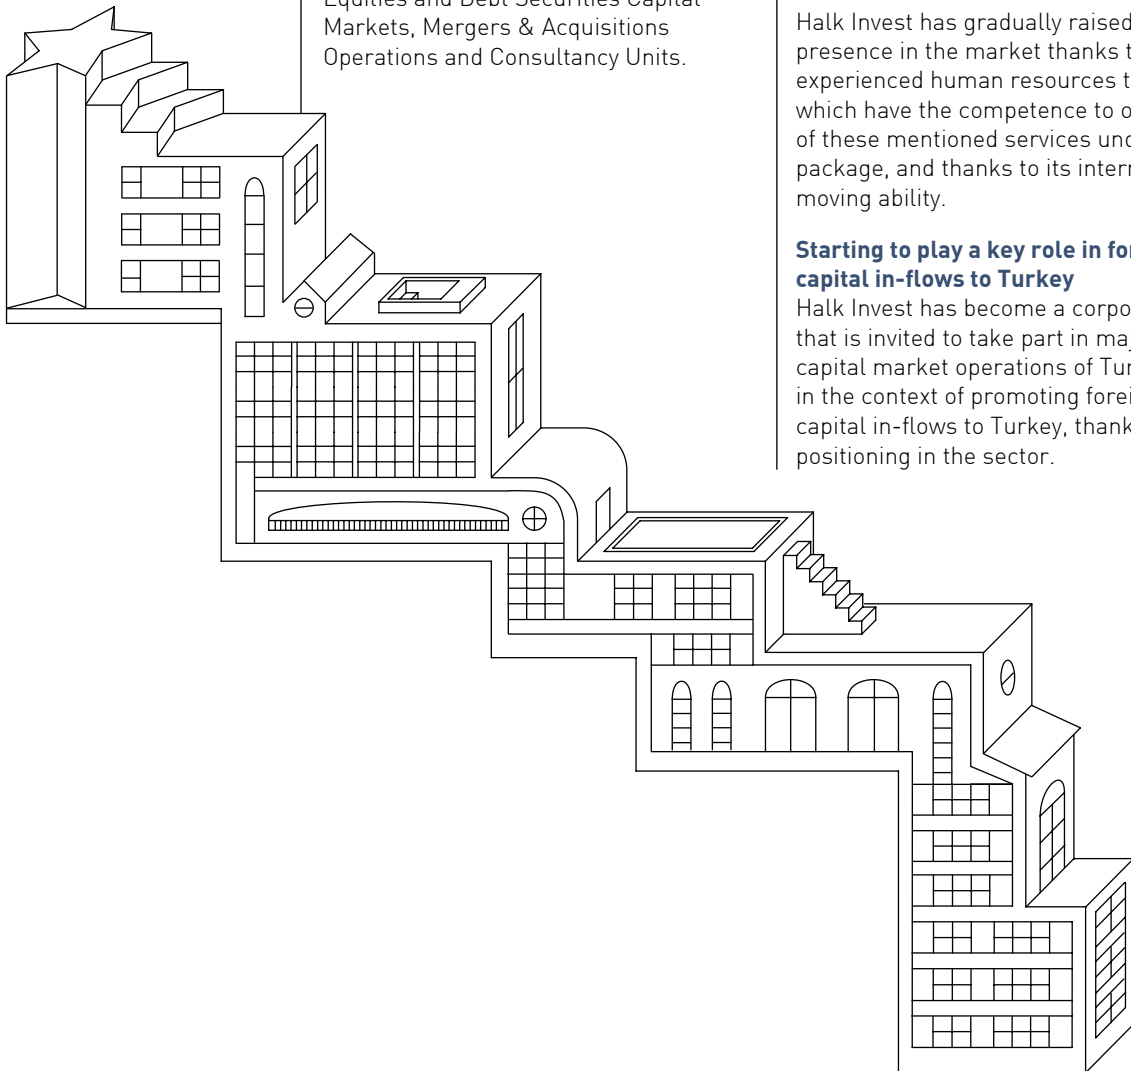 Equities and Debt Securities Capital
Markets, Mergers & Acquisitions
Operations and Consultancy Units.
Halk Invest has gradually raised
presence in the market thanks t
experienced human resources t
which have the competence to o
of these mentioned services und
package, and thanks to its intern
moving ability.
Starting to play a key role in for
capital in-flows to Turkey
Halk Invest has become a corpo
that is invited to take part in maj
capital market operations of Tur
in the context of promoting forei
capital in-flows to Turkey, thank
positioning in the sector.